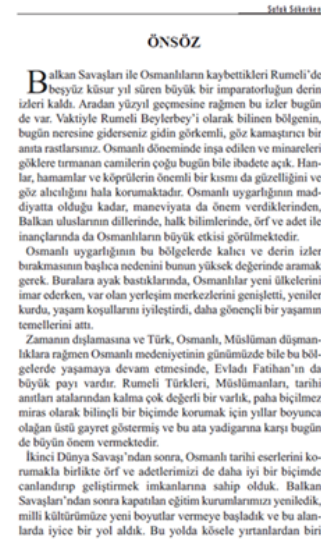 Şafak Sökerken
ÖNSÖZ
Balkan Savaşları ile Osmanlıların kaybettikleri Rumeli'de
beşyüz küsur yıl süren büyük bir imparatorluğun derin
izleri kaldı. Aradan yüzyıl geçmesine rağmen bu izler bugün
de var. Vaktiyle Rumeli Beylerbey'i olarak bilinen bölgenin,
bugün neresine giderseniz gidin görkemli, göz kamaştırıcı bir
anıta rastlarsınız. Osmanlı döneminde inşa edilen ve minareleri
göklere tırmanan camilerin çoğu bugün bile ibadete açık. Han-
lar, hamamlar ve köprülerin önemli bir kısmı da güzelliğini ve
göz alıcılığını hala korumaktadır. Osmanlı uygarlığının mad-
diyatta olduğu kadar, maneviyata da önem verdiklerinden,
Balkan uluslarının dillerinde, halk bilimlerinde, örf ve adet ile
inançlarında da Osmanlıların büyük etkisi görülmektedir.
Osmanlı uygarlığının bu bölgelerde kalıcı ve derin izler
bırakmasının başlıca nedenini bunun yüksek değerinde aramak
gerek. Buralara ayak bastıklarında, Osmanlılar yeni ülkelerini
imar ederken, var olan yerleşim merkezlerini genişletti, yeniler
kurdu, yaşam koşullarını iyileştirdi, daha gönençli bir yaşamın
temellerini attı.
Zamanın dışlamasına ve Türk, Osmanlı, Müslüman düşman-
lıklara rağmen Osmanlı medeniyetinin günümüzde bile bu böl-
gelerde yaşamaya devam etmesinde, Evladı Fatihan'ın da
büyük payı vardır. Rumeli Türkleri, Müslümanları, tarihi
anıtları atalarından kalma çok değerli bir varlık, paha biçilmez
miras olarak bilinçli bir biçimde korumak için yıllar boyunca
olağan üstü gayret göstermiş ve bu ata yadigarına karşı bugün
de büyük önem vermektedir.
İkinci Dünya Savaşı'ndan sonra, Osmanlı tarihi eserlerini ko-
rumakla birlikte örf ve adetlerimizi de daha iyi bir biçimde
canlandırıp geliştirmek imkanlarına sahip olduk. Balkan
Savaşları'ndan sonra kapatılan eğitim kurumlarımızı yeniledik,
milli kültürümüze yeni boyutlar vermeye başladık ve bu alan-
larda iyice bir yol aldık. Bu yolda kösele yırtanlardan biri